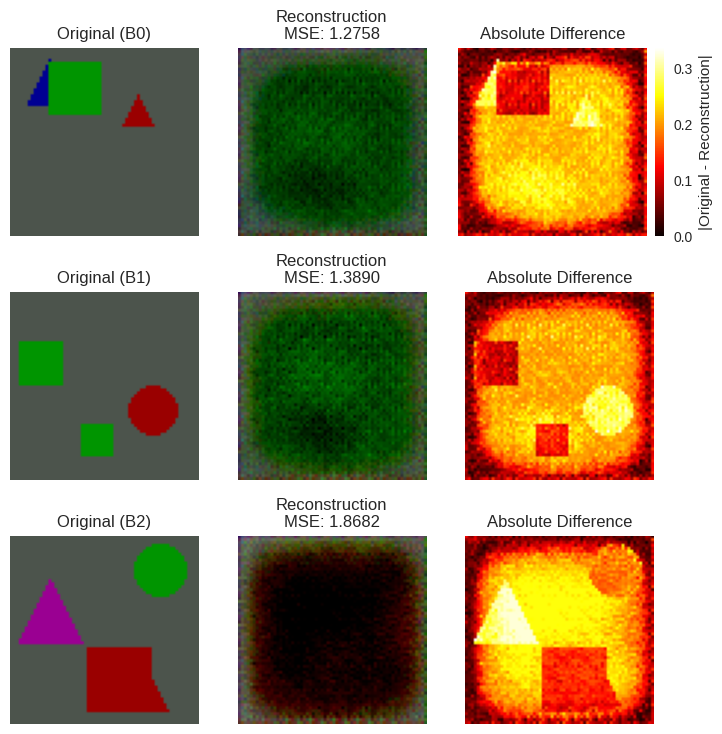 Original (B0)
Reconstruction
MSE: 1.2758
Absolute Difference
0.3
0.2
0.1
0.0
|Original - Reconstruction|
Original (B1)
Reconstruction
MSE: 1.3890
Absolute Difference
Original (B2)
Reconstruction
MSE: 1.8682
Absolute Difference